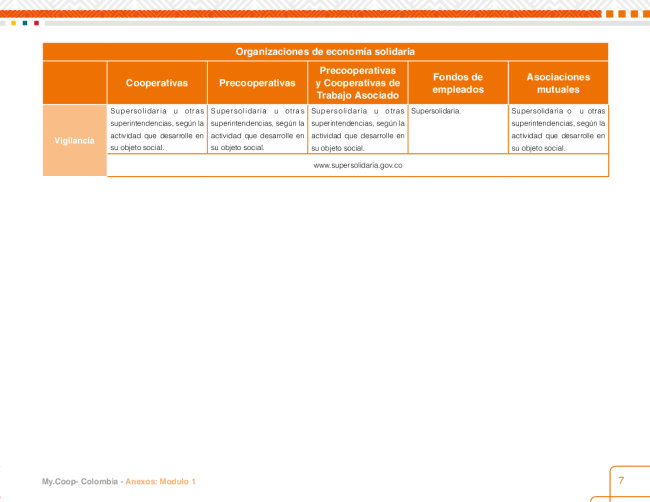 Organizaciones de economía solidaria
Cooperativas
Precooperativas
Precooperativas
y Cooperativas de
Trabajo Asociado
Fondos de
empleados
Asociaciones
mutuales
Vigilancia
Supersolidaria u otras
superintendencias, según la
actividad que desarrolle en
su objeto social.
Supersolidaria u otras
superintendencias, según la
actividad que desarrolle en
su objeto social.
Supersolidaria u otras
superintendencias, según la
actividad que desarrolle en
su objeto social.
Supersolidaria.
Supersolidaria o u otras
superintendencias, según la
actividad que desarrolle en
su objeto social.
www.supersolidaria.gov.co
My.Coop- Colombia - Anexos: Modulo 1
7